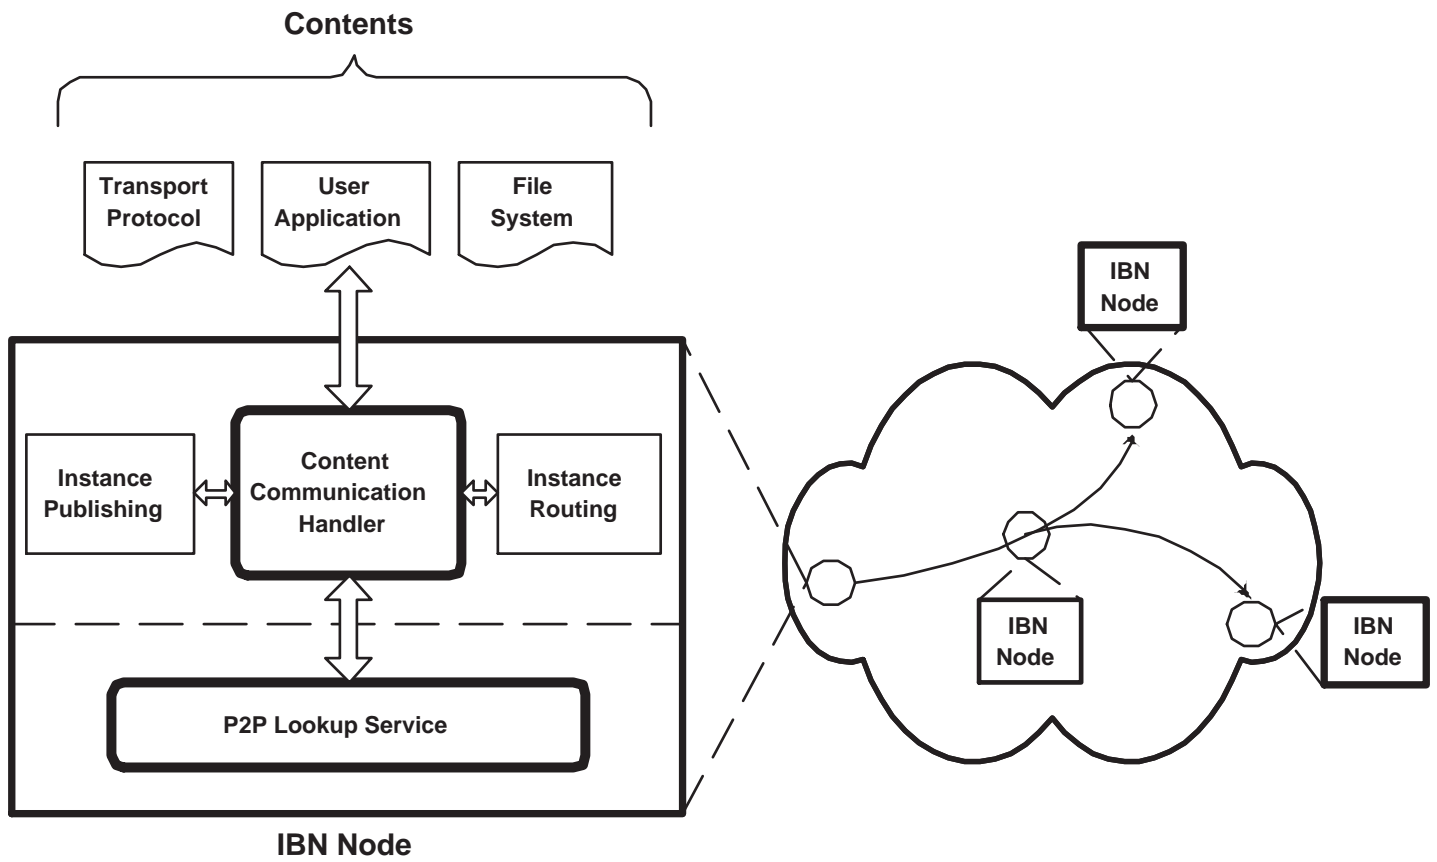 Contents
Transport
Protocol
User
Application
File
System
IBN
Node
Instance
Publishing
Content
Communication
Handler
Instance
Routing
IBN
Node
IBN
Node
P2P Lookup Service
IBN Node